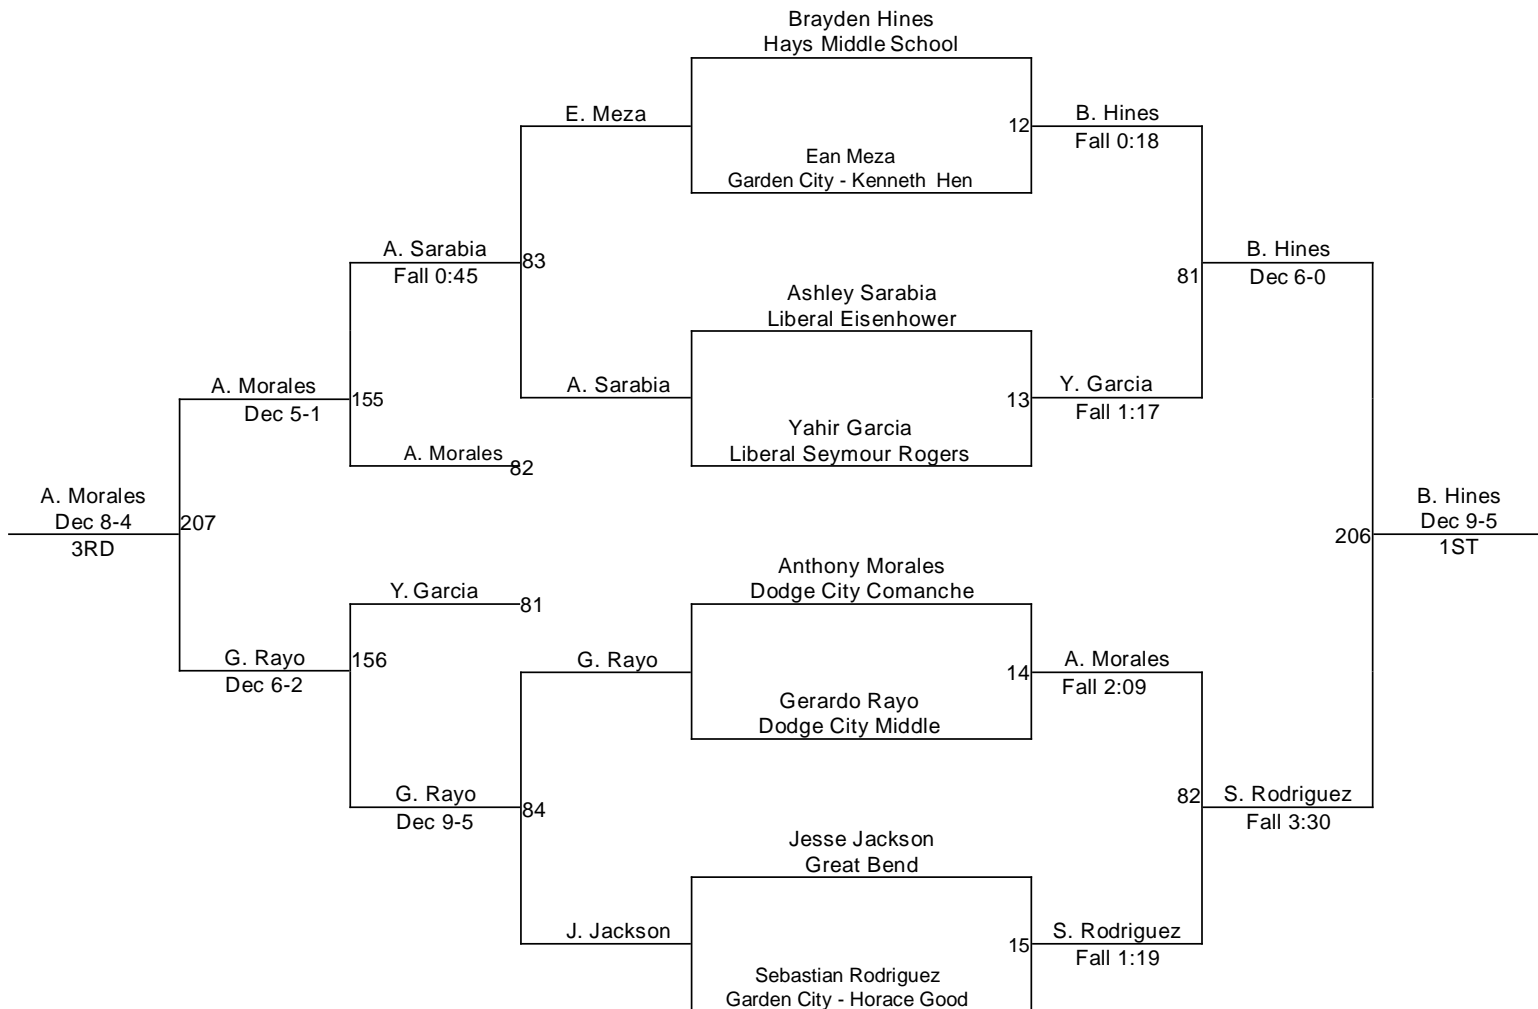 Brayden Hines
Hays Middle School
E. Meza
12
B. Hines
Fall 0:18
Ean Meza
Garden City - Kenneth Hen
A. Sarabia
Fall 0:45
83
B. Hines
Dec 6-0
81
Ashley Sarabia
Liberal Eisenhower
A. Morales
Dec 5-1
155
A. Sarabia
13
Y. Garcia
Fall 1:17
Yahir Garcia
Liberal Seymour Rogers
A. Morales
82
A. Morales
Dec 8-4
3RD
207
B. Hines
Dec 9-5
1ST
206
Anthony Morales
Dodge City Comanche
Y. Garcia
81
G. Rayo
Dec 6-2
156
G. Rayo
14
A. Morales
Fall 2:09
Gerardo Rayo
Dodge City Middle
G. Rayo
Dec 9-5
84
82
S. Rodriguez
Fall 3:30
Jesse Jackson
Great Bend
J. Jackson
15
S. Rodriguez
Fall 1:19
Sebastian Rodriguez
Garden City - Horace Good